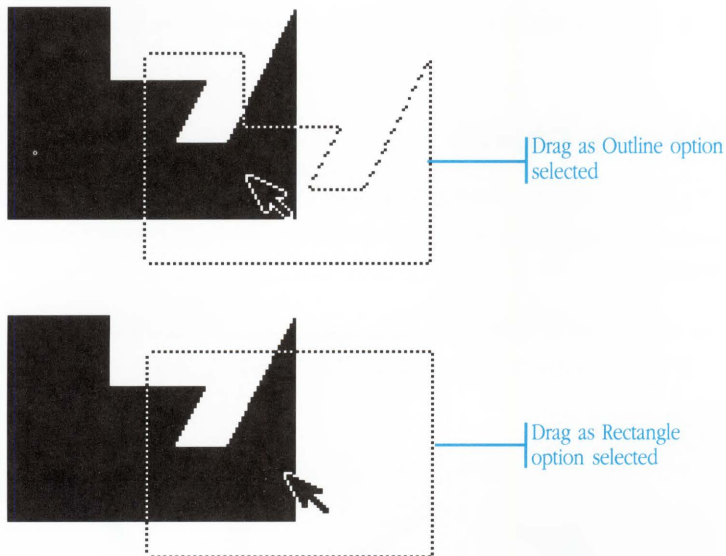 Drag as Outline option
selected
Drag as Rectangle
option selected